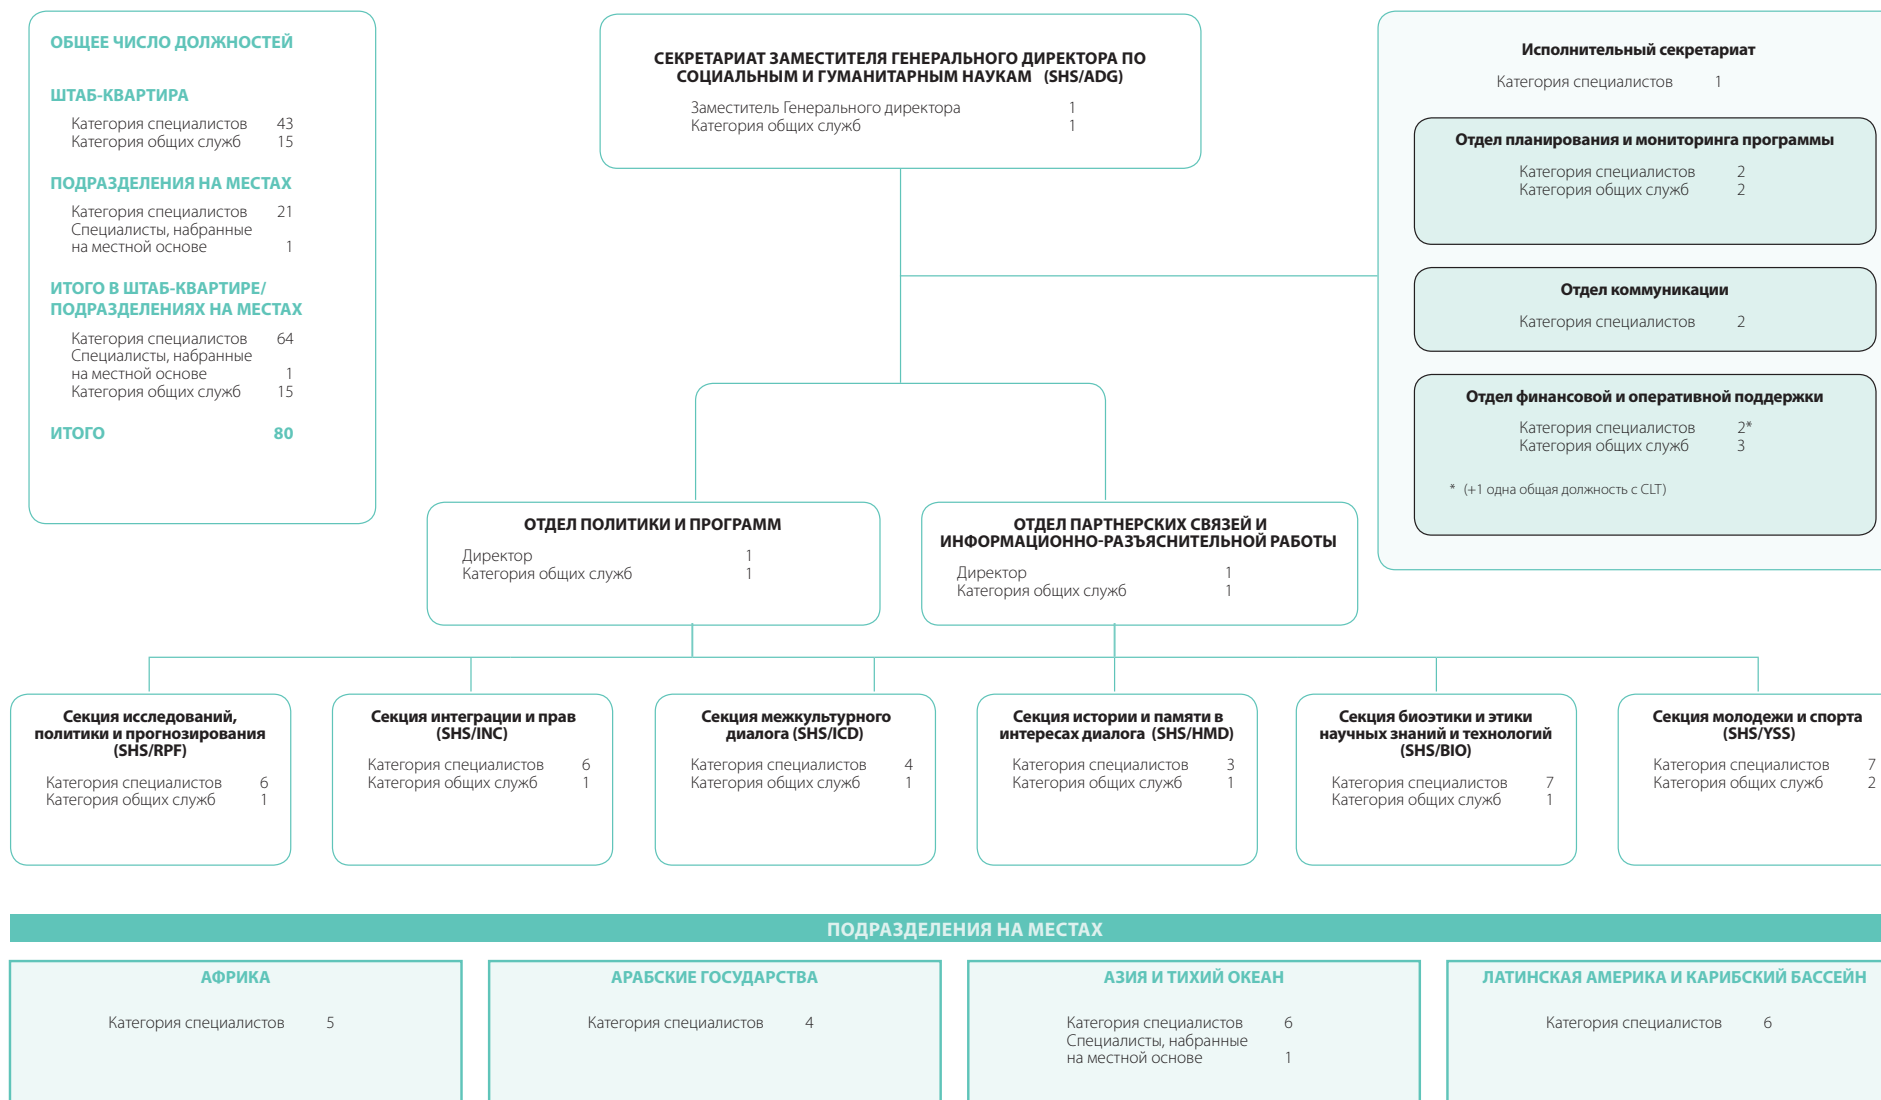 ОБЩЕЕ ЧИСЛО ДОЛЖНОСТЕЙ
ШТАБ-КВАРТИРА
Категория специалистов 43
Категория общих служб 15
ПОДРАЗДЕЛЕНИЯ НА МЕСТАХ
Категория специалистов 21
Специалисты, набранные
на местной основе 1
ИТОГО В ШТАБ-КВАРТИРЕ/
ПОДРАЗДЕЛЕНИЯХ НА МЕСТАХ
Категория специалистов 64
Специалисты, набранные
на местной основе 1
Категория общих служб 15
ИТОГО 80
СЕКРЕТАРИАТ ЗАМЕСТИТЕЛЯ ГЕНЕРАЛЬНОГО ДИРЕКТОРА ПО
СОЦИАЛЬНЫМ И ГУМАНИТАРНЫМ НАУКАМ (SHS/ADG)
Заместитель Генерального директора 1
Категория общих служб 1
Исполнительный секретариат
Категория специалистов 1
Отдел планирования и мониторинга программы
Категория специалистов 2
Категория общих служб 2
Отдел коммуникации
Категория специалистов 2
Отдел финансовой и оперативной поддержки
Категория специалистов 2*
Категория общих служб 3
* (+1 одна общая должность с CLT)
ОТДЕЛ ПОЛИТИКИ И ПРОГРАММ
Директор 1
Категория общих служб 1
ОТДЕЛ ПАРТНЕРСКИХ СВЯЗЕЙ И
ИНФОРМАЦИОННО-РАЗЪЯСНИТЕЛЬНОЙ РАБОТЫ
Директор 1
Категория общих служб 1
Секция исследований,
политики и прогнозирования
(SHS/RPF)
Категория специалистов 6
Категория общих служб 1
Секция интеграции и прав
(SHS/INC)
Категория специалистов 6
Категория общих служб 1
Секция межкультурного
диалога (SHS/ICD)
Категория специалистов 4
Категория общих служб 1
Секция истории и памяти в
интересах диалога (SHS/HMD)
Категория специалистов 3
Категория общих служб 1
Секция биоэтики и этики
научных знаний и технологий
(SHS/BIO)
Категория специалистов 7
Категория общих служб 1
Секция молодежи и спорта
(SHS/YSS)
Категория специалистов 7
Категория общих служб 2
ПОДРАЗДЕЛЕНИЯ НА МЕСТАХ
АФРИКА
Категория специалистов 5
АРАБСКИЕ ГОСУДАРСТВА
Категория специалистов 4
АЗИЯ И ТИХИЙ ОКЕАН
Категория специалистов 6
Специалисты, набранные
на местной основе 1
ЛАТИНСКАЯ АМЕРИКА И КАРИБСКИЙ БАССЕЙН
Категория специалистов 6